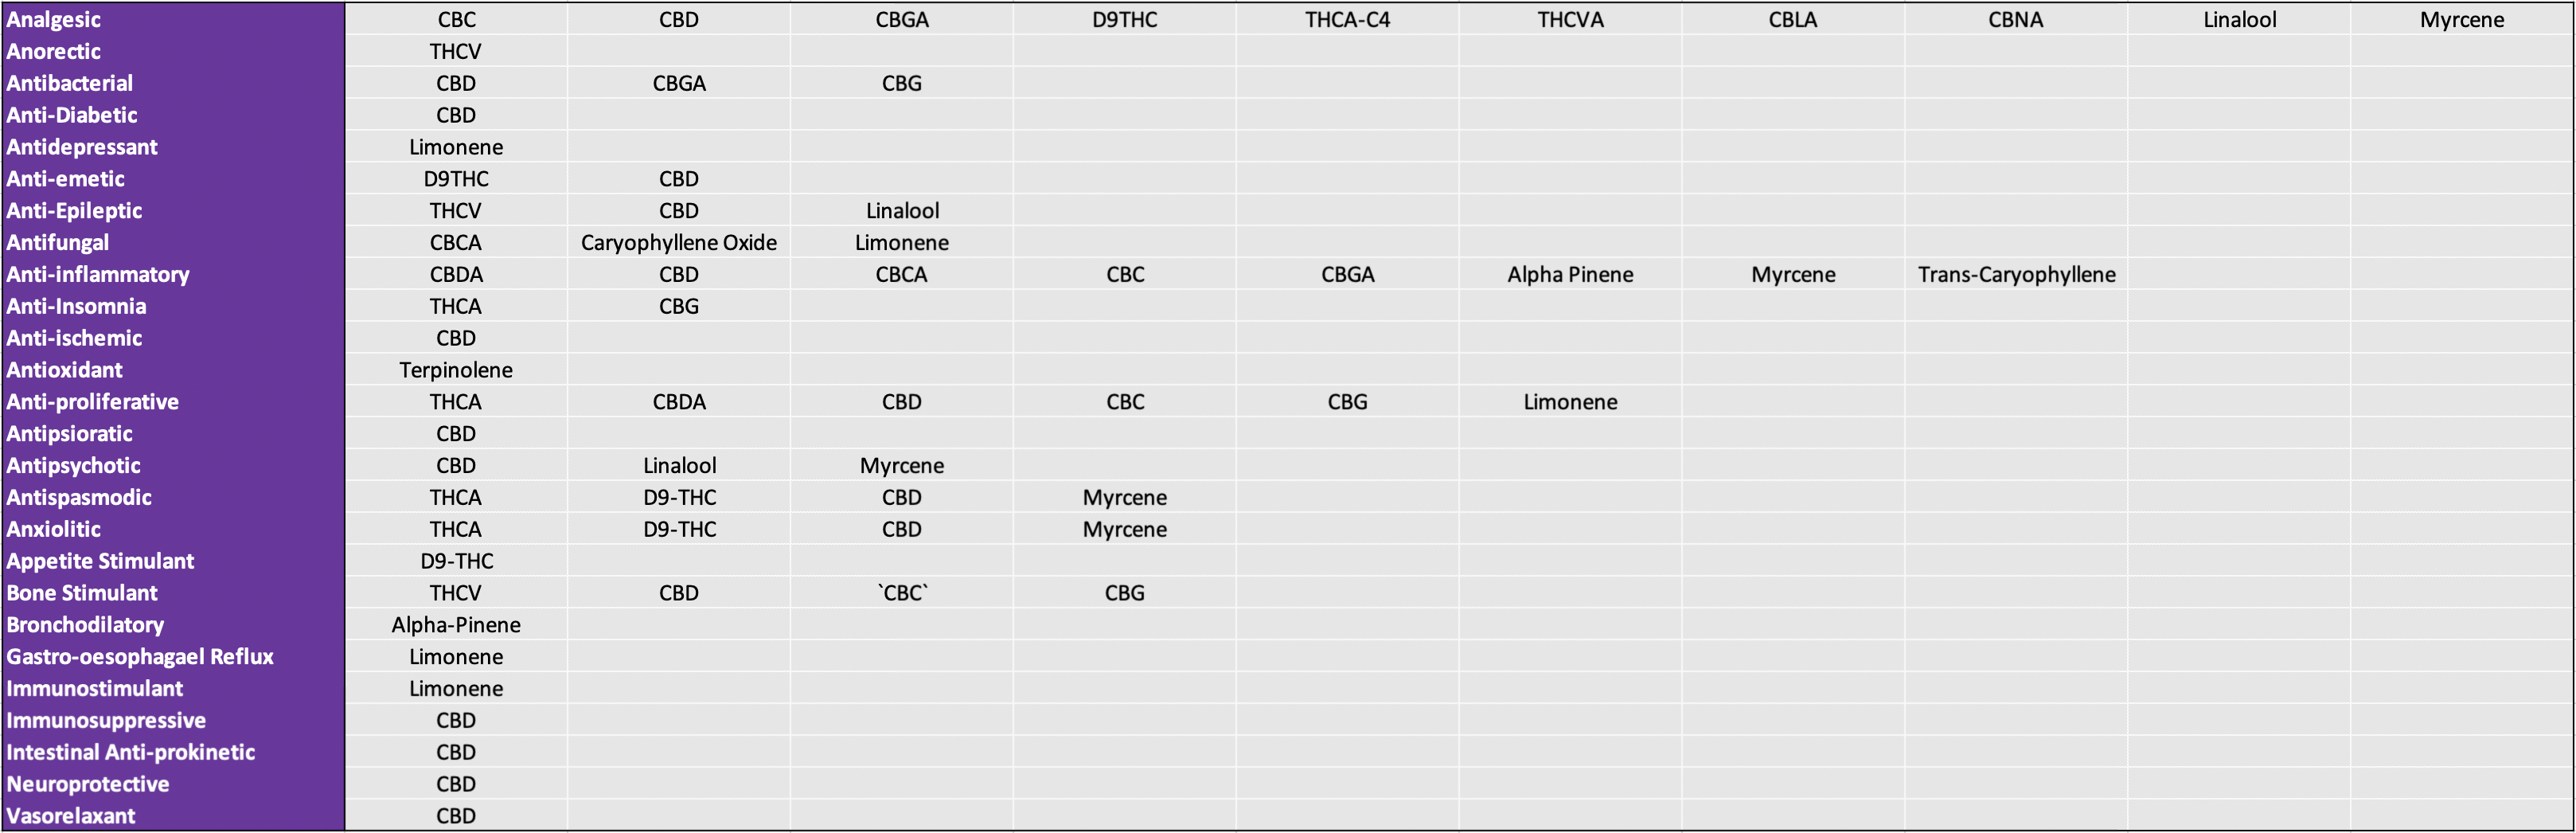 Analgesic CBC CBD CBGA D9THC THCA-C4 THCVA CBLA CBNA Linalool Myrcene
Anorectic THCV
Antibacterial CBD CBGA CBG
Anti-Diabetic CBD
Antidepressant Limonene
Anti-emetic D9THC CBD
Anti-Epileptic THCV CBD Linalool
Antifungal CBCA Caryophyllene Oxide Limonene
Anti-inflammatory CBDA CBD CBCA CBC CBGA Alpha Pinene Myrcene Trans-Caryophyllene
Anti-Insomnia THCA CBG
Anti-ischemic CBD
Antioxidant Terpinolene
Anti-proliferative THCA CBDA CBD CBC CBG Limonene
Antipsioratic CBD
Antipsychotic CBD Linalool Myrcene
Antispasmodic THCA D9-THC CBD Myrcene
Anxiolitic THCA D9-THC CBD Myrcene
Appetite Stimulant D9-THC
Bone Stimulant THCV CBD `CBC` CBG
Bronchodilatory Alpha-Pinene
Gastro-oesophagael Reflux Limonene
Immunostimulant Limonene
Immunosuppressive CBD
Intestinal Anti-prokinetic CBD
Neuroprotective CBD
Vasorelaxant CBD